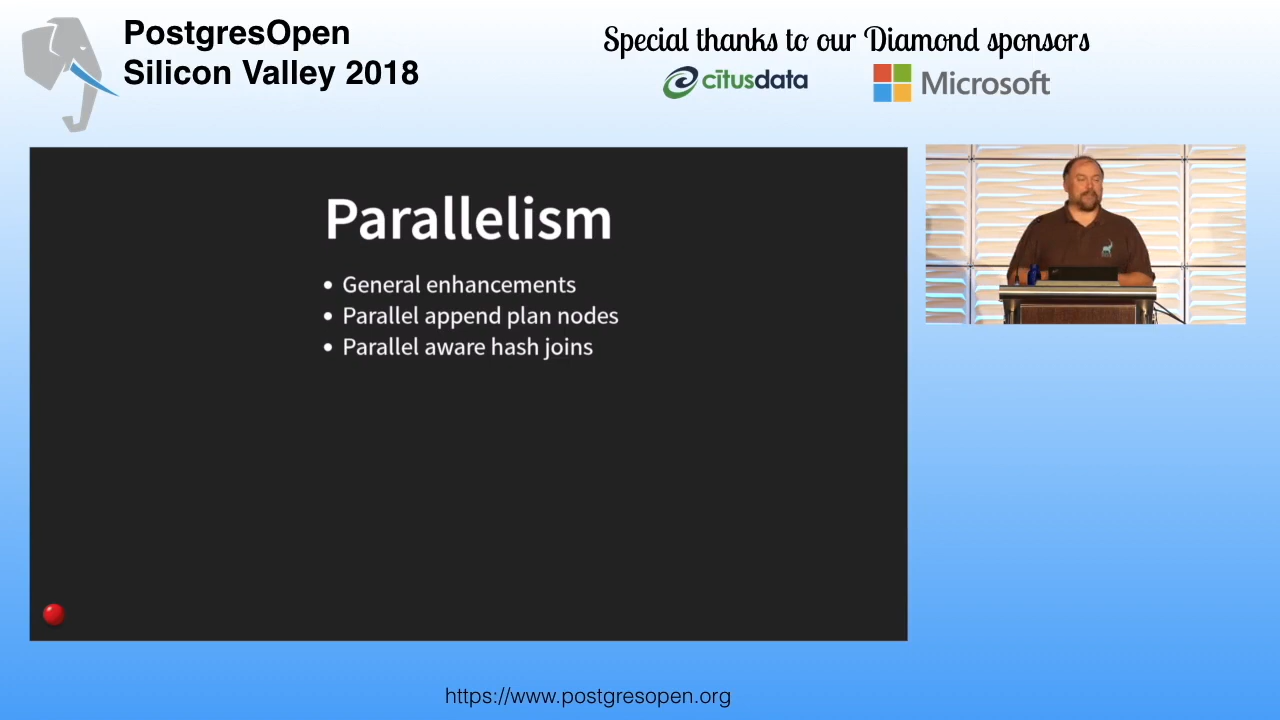 PostgresOpen
Silicon Valley 2018
Special thanks to our Diamond sponsors
citusdata
Microsoft
Parallelism
• General enhancements
• Parallel append plan nodes
• Parallel aware hash joins
https://www.postgresopen.org